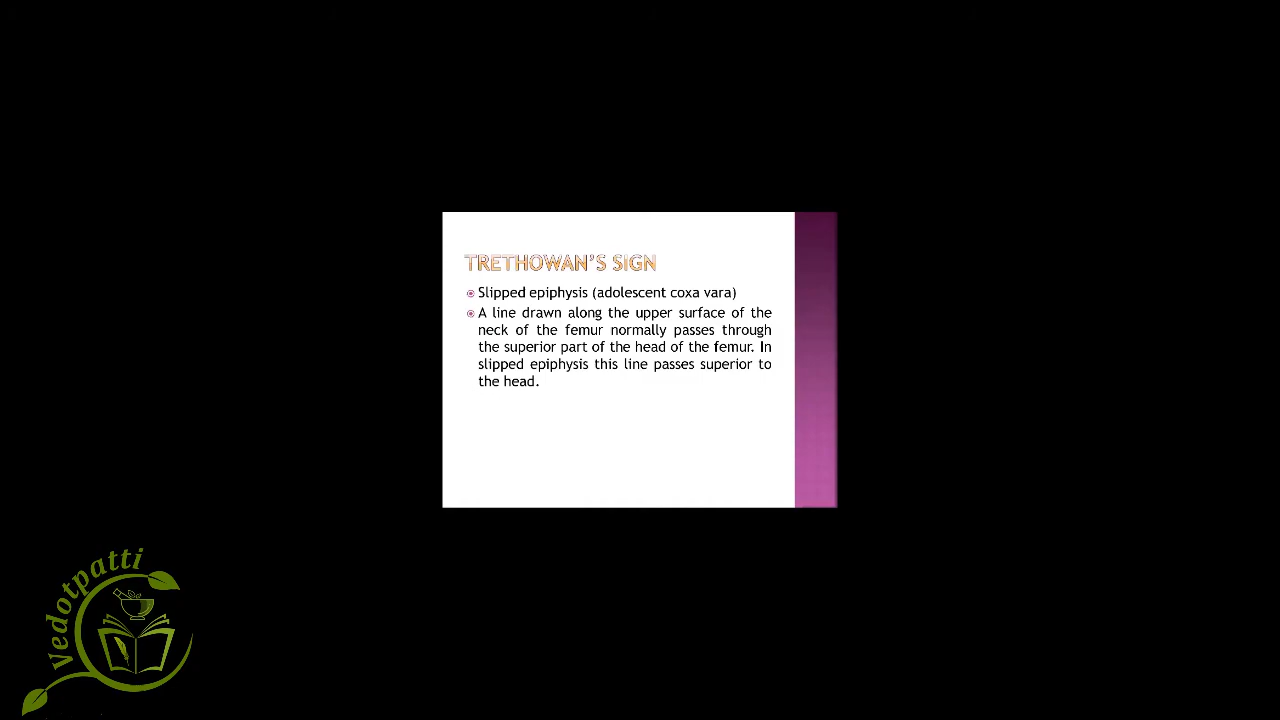 TRETHOWAN'S SIGN
Slipped epiphysis (adolescent coxa vara)
A line drawn along the upper surface of the
neck of the femur normally passes through
the superior part of the head of the femur. In
slipped epiphysis this line passes superior to
the head.
vedotpatti